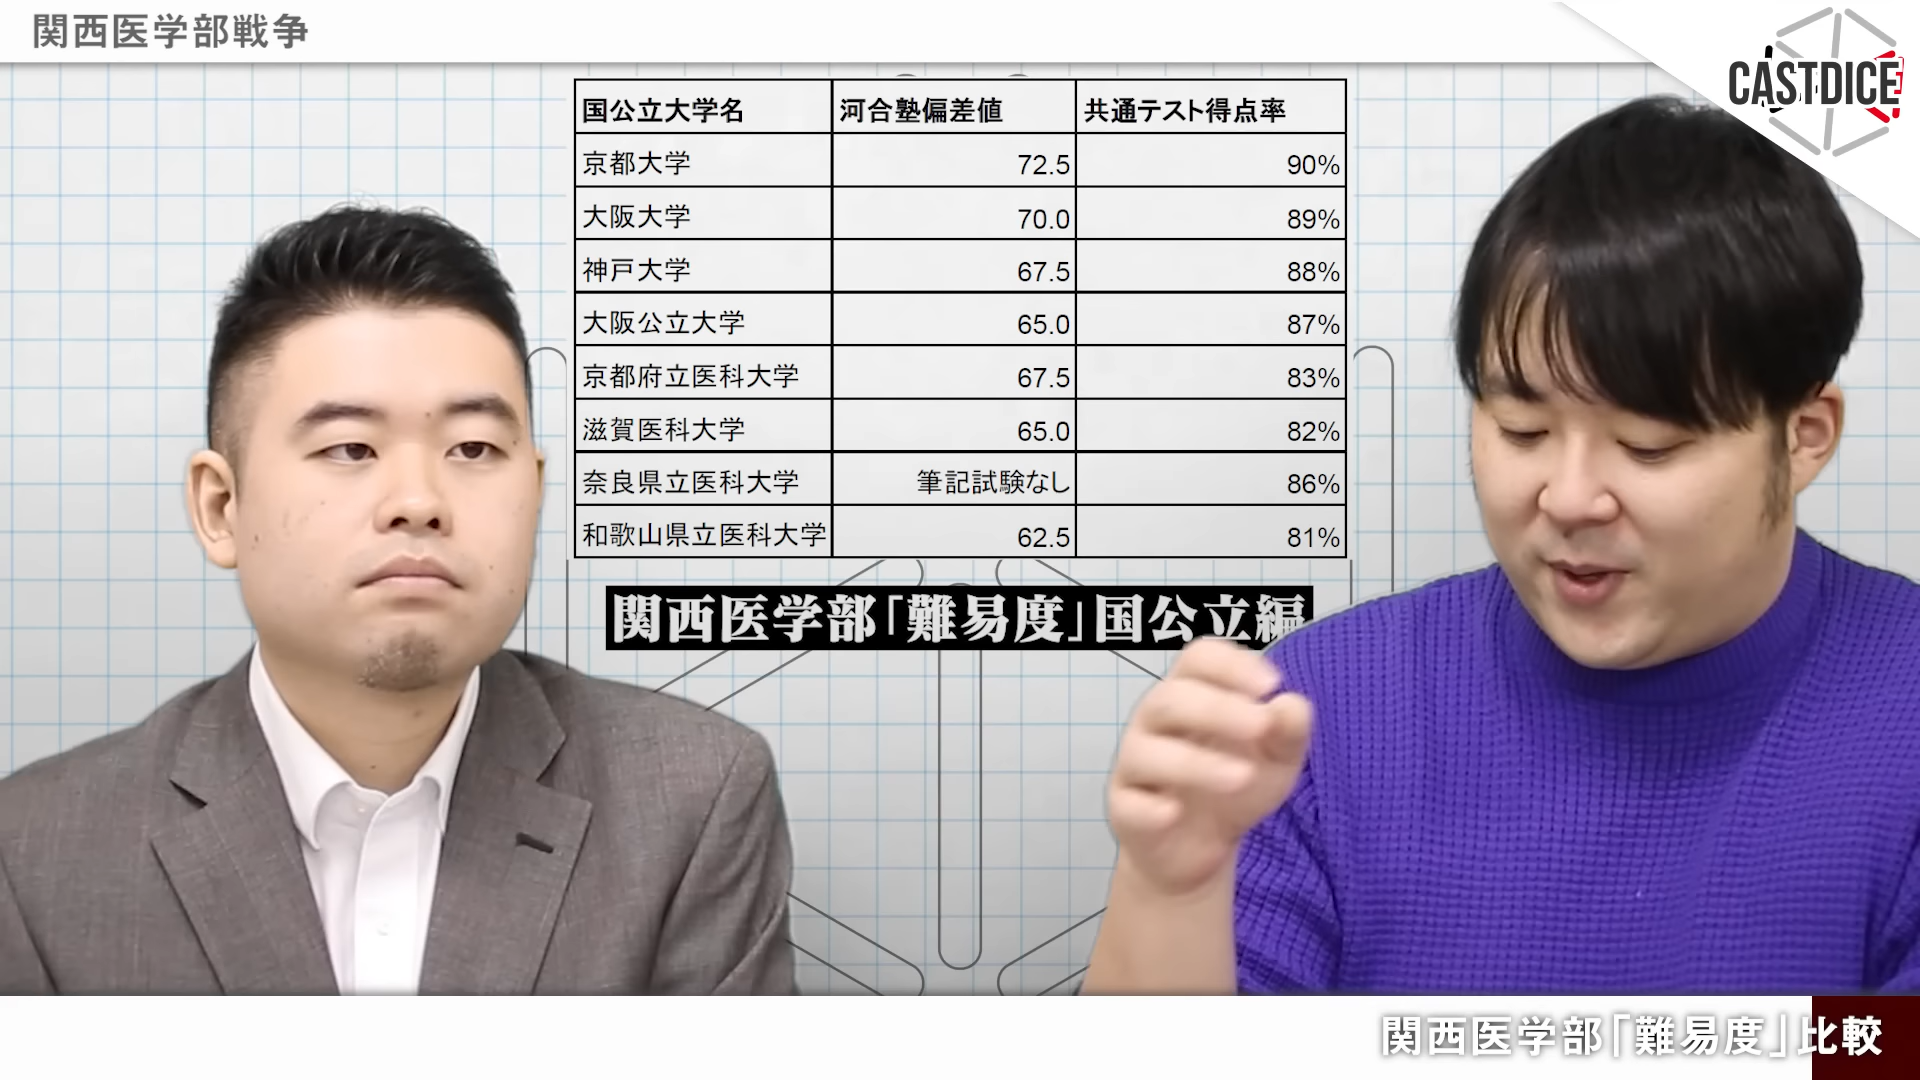 関西医学部戦争
CASTDICE
国公立大学名 河合塾偏差値 共通テスト得点率
京都大学 72.5 90%
大阪大学 70.0 89%
神戸大学 67.5 88%
大阪公立大学 65.0 87%
京都府立医科大学 67.5 83%
滋賀医科大学 65.0 82%
奈良県立医科大学 筆記試験なし 86%
和歌山県立医科大学 62.5 81%
関西医学部「難易度」国公立編
関西医学部「難易度」比較